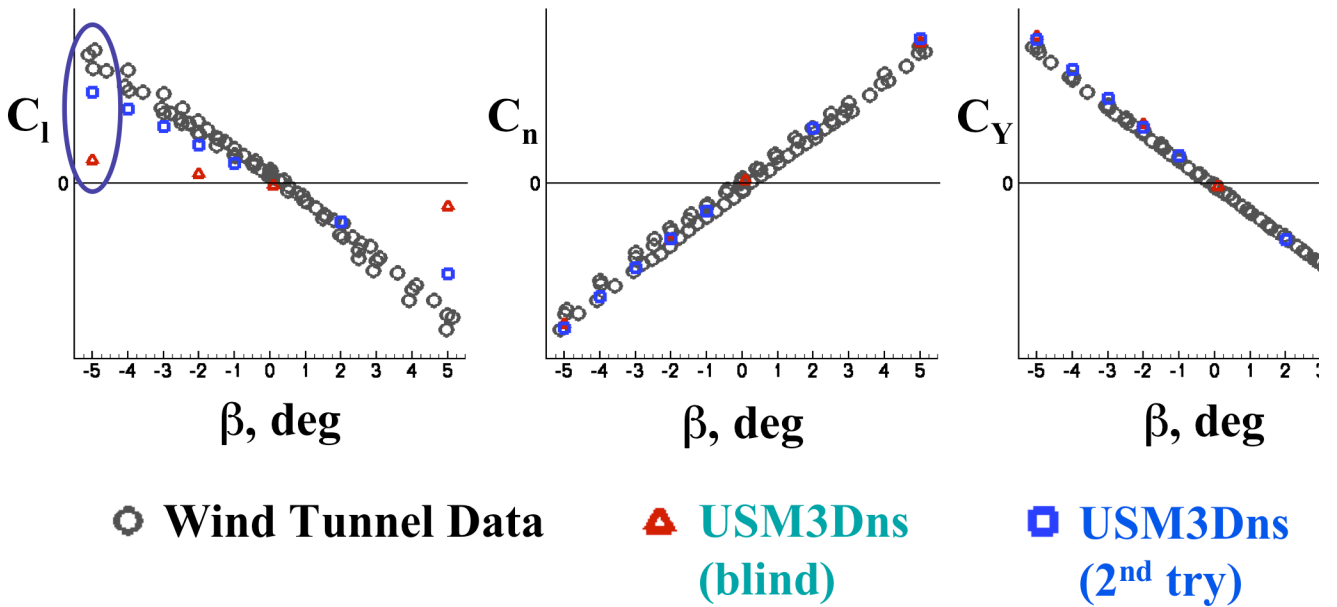 C_l
0
-5 -4 -3 -2 -1 0 1 2 3 4 5
β, deg
C_n
0
-5 -4 -3 -2 -1 0 1 2 3 4 5
β, deg
C_Y
0
-5 -4 -3 -2 -1 0 1 2 3
β, deg
Wind Tunnel Data
USM3Dns
(blind)
USM3Dns
(2nd try)